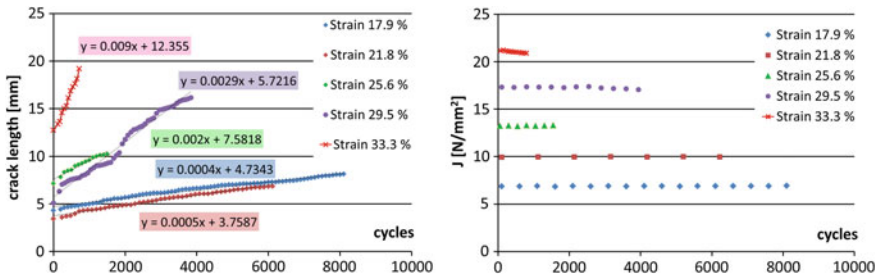 25
20
15
10
5
0
crack length [mm]
y = 0.009x + 12.355
y = 0.0029x + 5.7216
y = 0.002x + 7.5818
y = 0.0004x + 4.7343
y = 0.0005x + 3.7587
Strain 17.9 %
Strain 21.8 %
Strain 25.6 %
Strain 29.5 %
Strain 33.3 %
cycles
0 2000 4000 6000 8000 10000
25
20
15
10
5
0
J [N/mm²]
Strain 17.9 %
Strain 21.8 %
Strain 25.6 %
Strain 29.5 %
Strain 33.3 %
cycles
0 2000 4000 6000 8000 10000